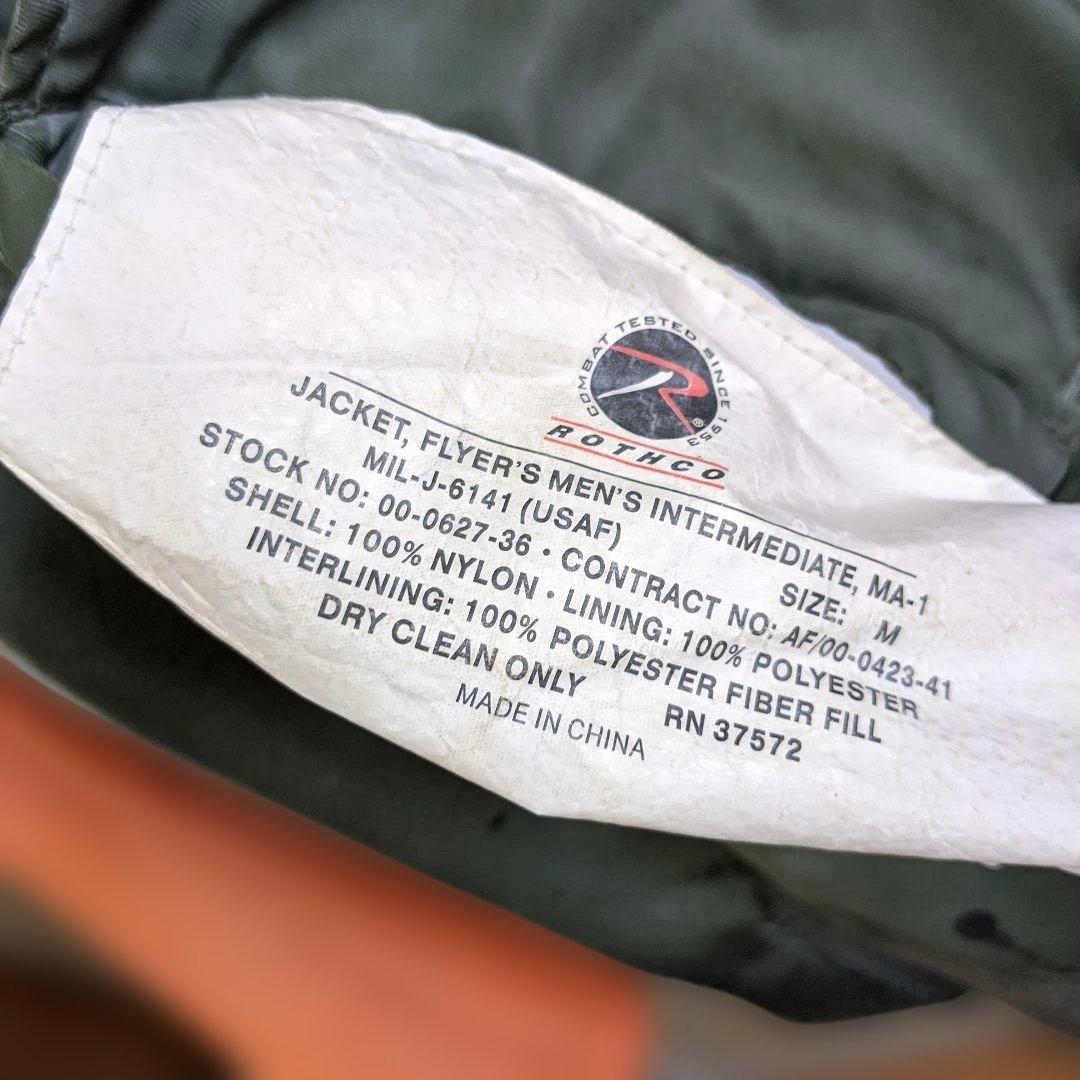 COMBAT TESTED SINCE 1953
R
®
ROTHCO
JACKET, FLYER'S MEN'S INTERMEDIATE, MA-1
MIL-J-6141 (USAF) SIZE: M
STOCK NO: 00-0627-36 · CONTRACT NO: AF/00-0423-41
SHELL: 100% NYLON · LINING: 100% POLYESTER
INTERLINING: 100% POLYESTER FIBER FILL
DRY CLEAN ONLY RN 37572
MADE IN CHINA